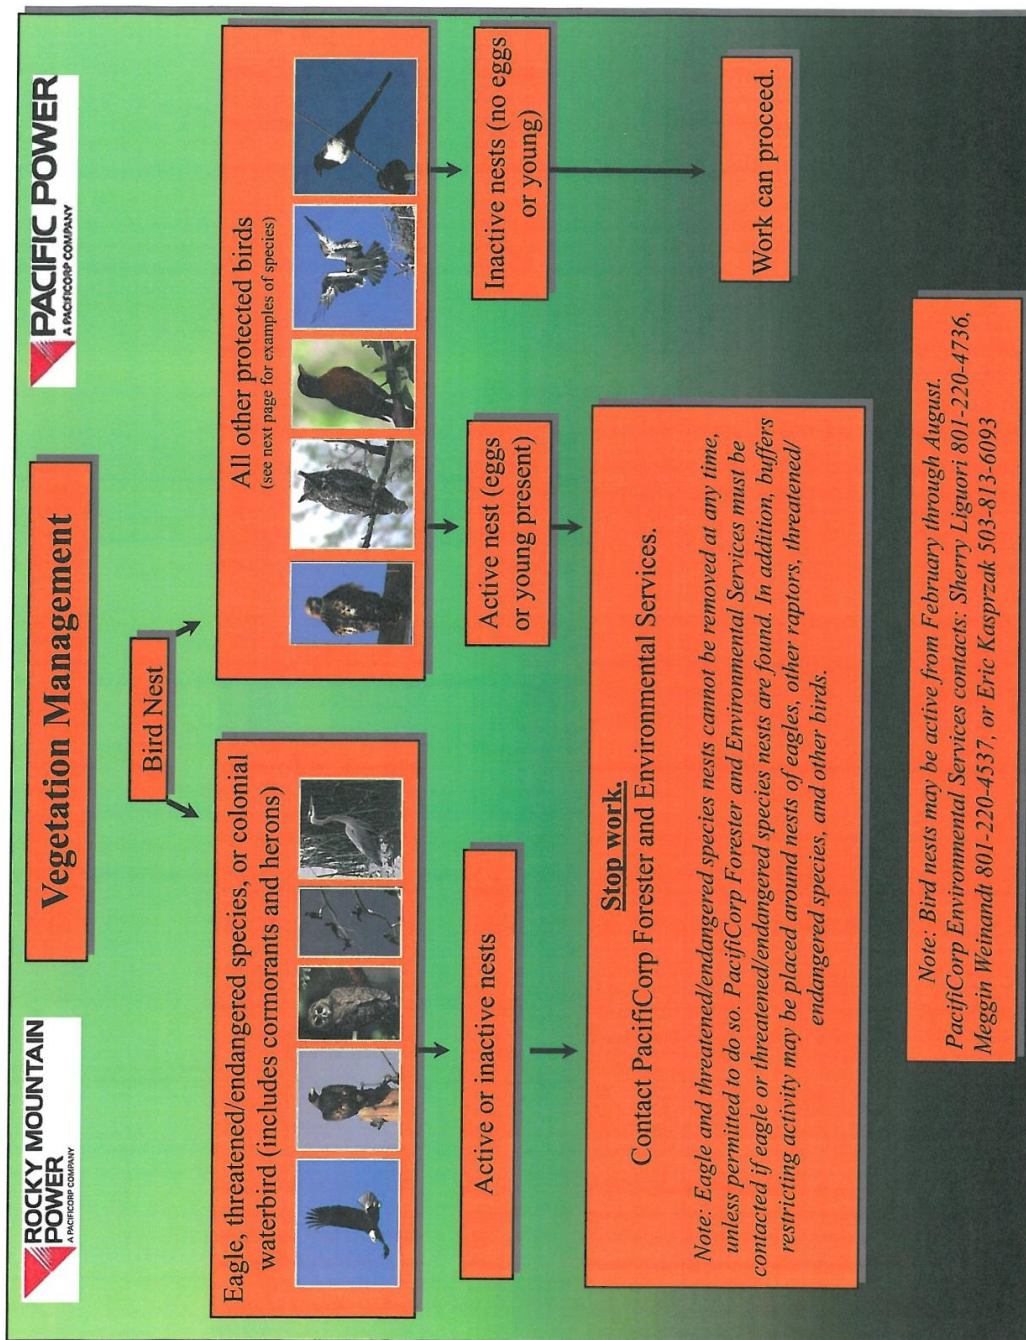 ROCKY MOUNTAIN
POWER
A PACIFICORP COMPANY
Vegetation Management
PACIFIC POWER
A PACIFICORP COMPANY
Bird Nest
Eagle, threatened/endangered species, or colonial
waterbird (includes cormorants and herons)
All other protected birds
(see next page for examples of species)
Active or inactive nests
Active nest (eggs
or young present)
Inactive nests (no eggs
or young)
Stop work.
Contact PacifiCorp Forester and Environmental Services.
Note: Eagle and threatened/endangered species nests cannot be removed at any time,
unless permitted to do so. PacifiCorp Forester and Environmental Services must be
contacted if eagle or threatened/endangered species nests are found. In addition, buffers
restricting activity may be placed around nests of eagles, other raptors, threatened/
endangered species, and other birds.
Work can proceed.
Note: Bird nests may be active from February through August.
PacifiCorp Environmental Services contacts: Sherry Liguori 801-220-4736,
Meggin Weinandt 801-220-4537, or Eric Kasprzak 503-813-6093